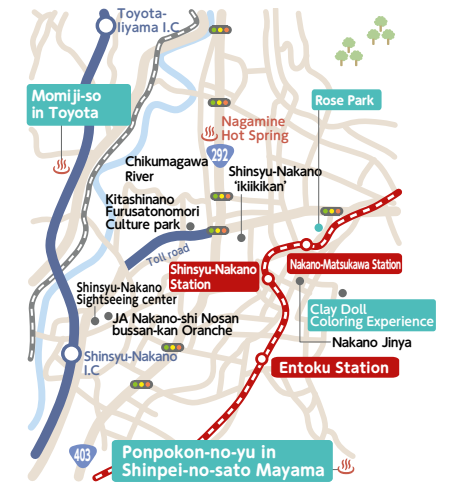 Toyota-
Iiyama I.C
Momiji-so
in Toyota
Rose Park
Nagamine
Hot Spring
292
Chikumagawa
River
Shinsyu-Nakano
'ikiikikan'
Kitashinano
Furusatonomori
Culture park
Toll road
Shinsyu-Nakano
Station
Nakano-Matsukawa Station
Shinsyu-Nakano
Sightseeing center
Clay Doll
Coloring Experience
JA Nakano-shi Nosan
bussan-kan Oranche
Nakano Jinya
Shinsyu-Nakano
I.C
Entoku Station
403
Ponpokon-no-yu in
Shinpei-no-sato Mayama